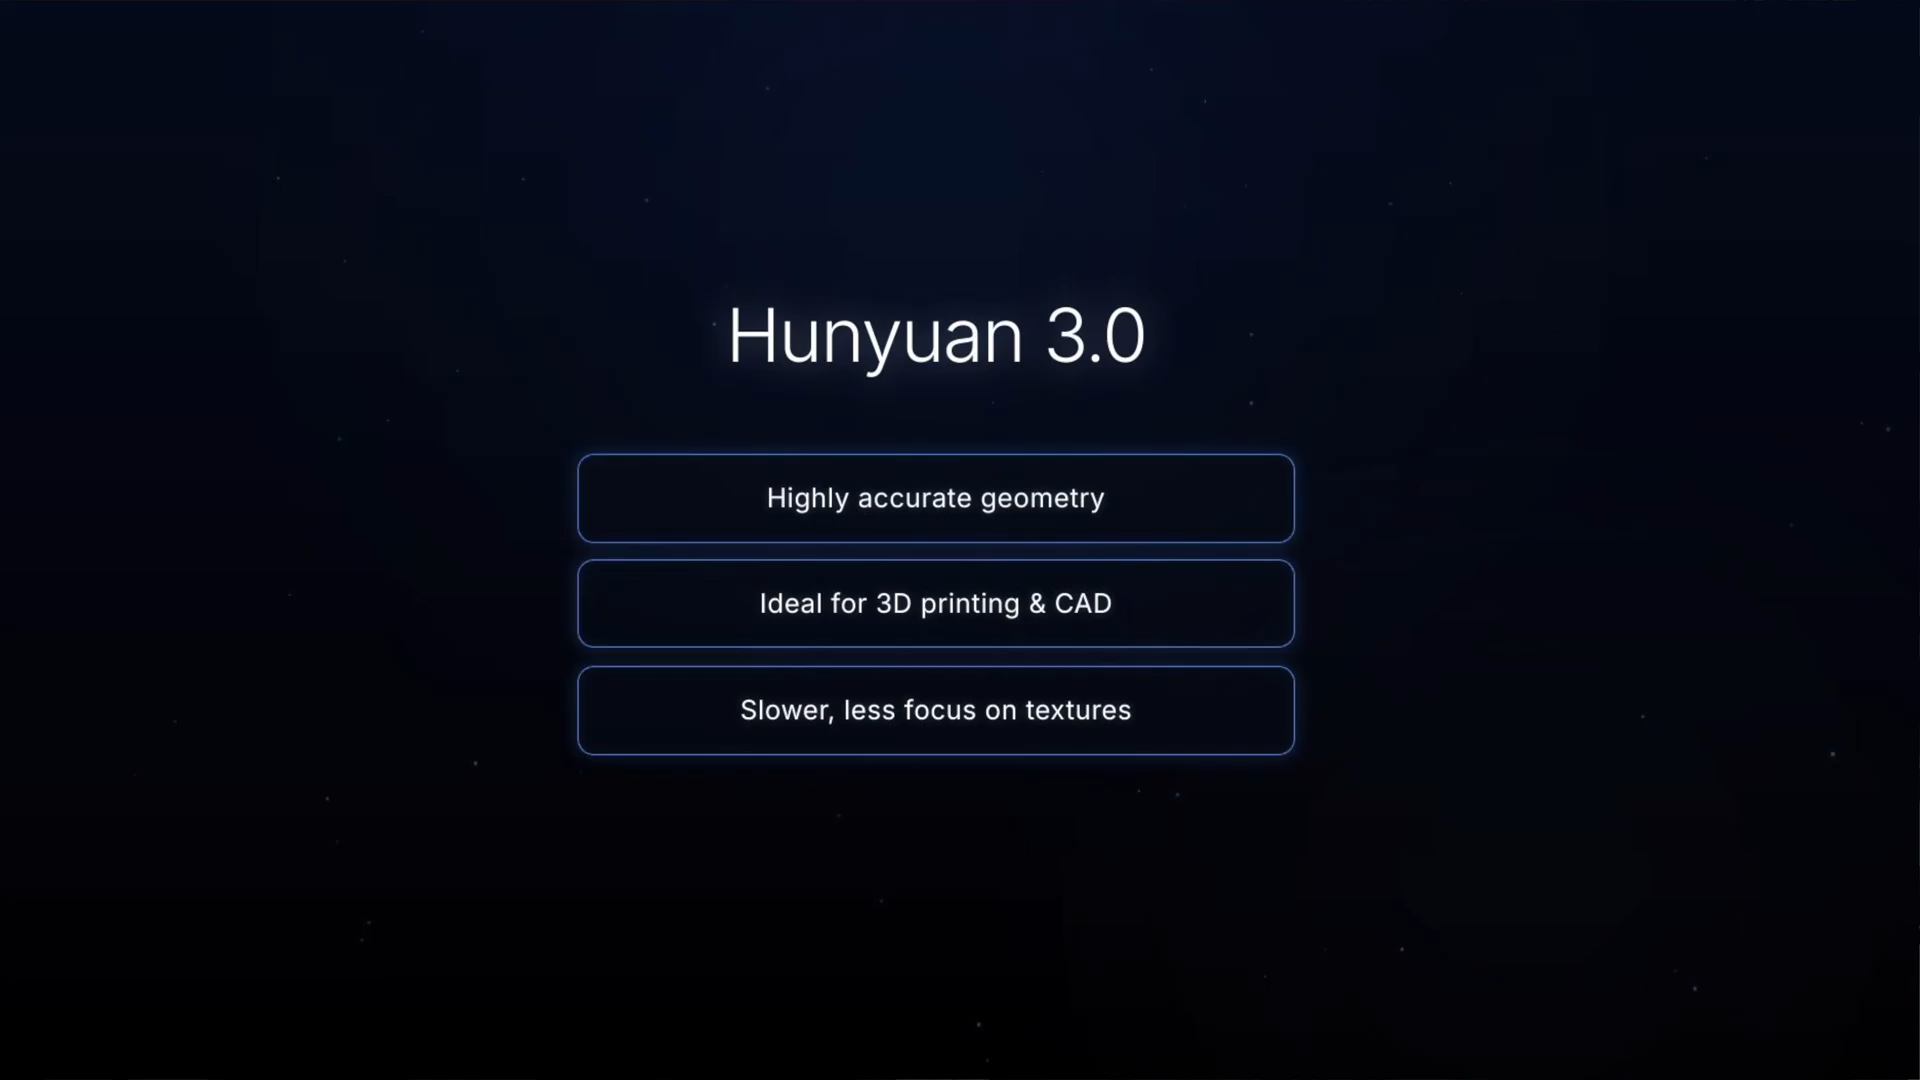 Hunyuan 3.0
Highly accurate geometry
Ideal for 3D printing & CAD
Slower, less focus on textures